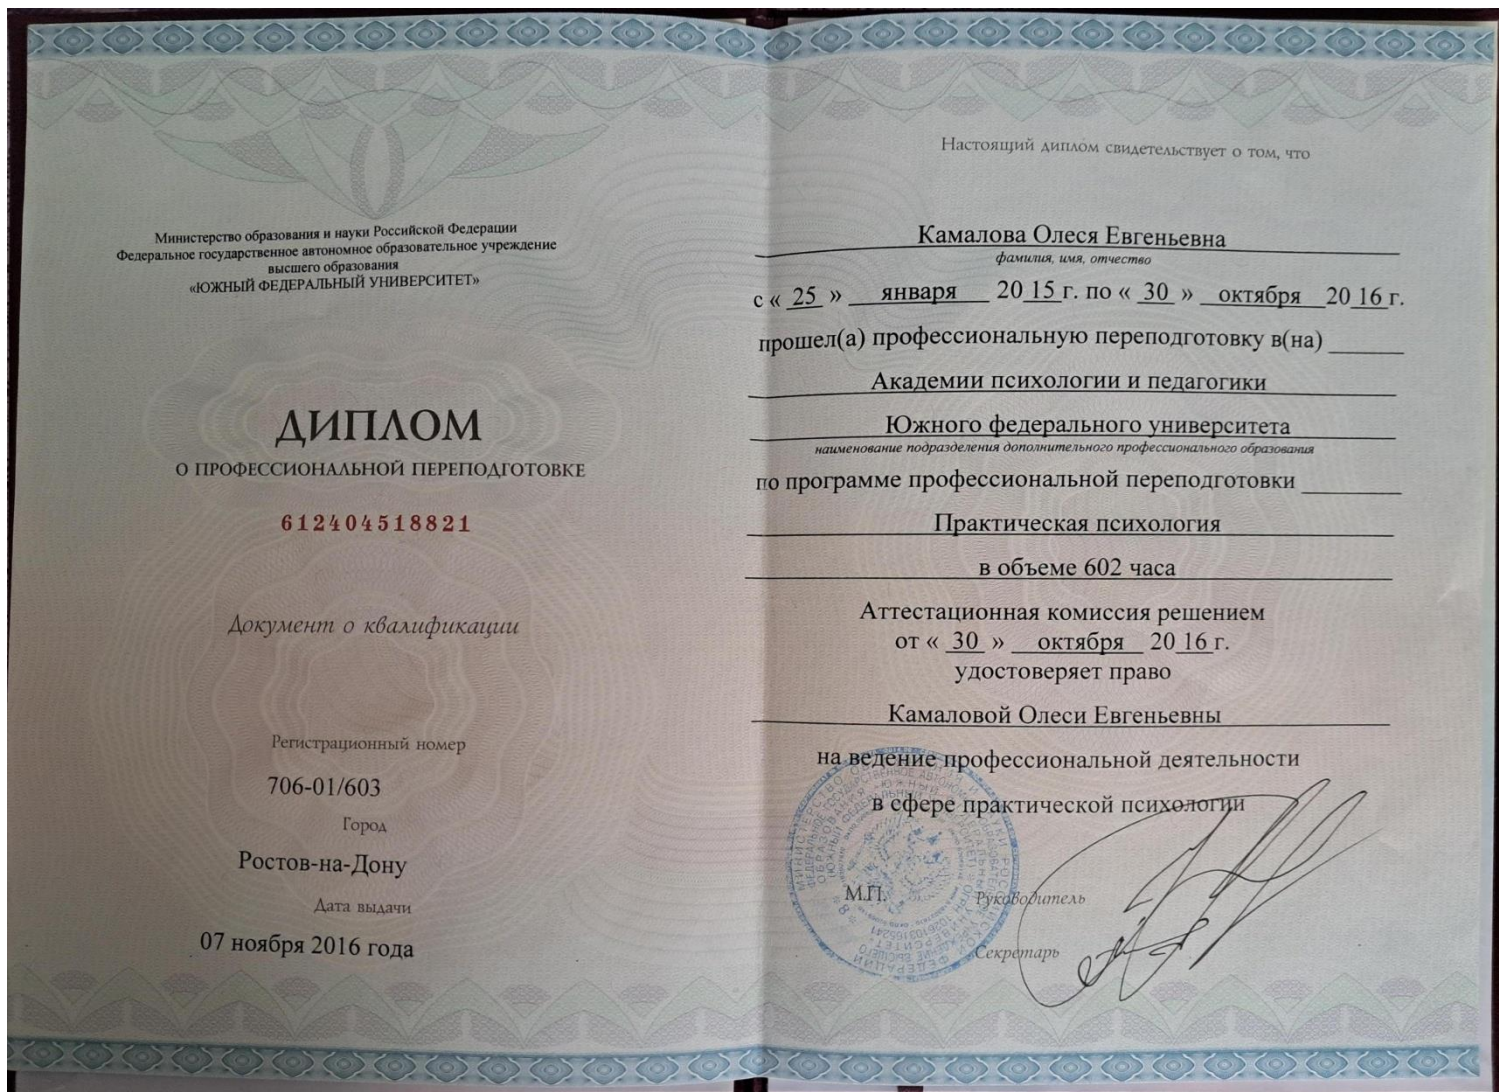 Министерство образования и науки Российской Федерации
Федеральное государственное автономное образовательное учреждение
высшего образования
«ЮЖНЫЙ ФЕДЕРАЛЬНЫЙ УНИВЕРСИТЕТ»
ДИПЛОМ
О ПРОФЕССИОНАЛЬНОЙ ПЕРЕПОДГОТОВКЕ
612404518821
Документ о квалификации
Регистрационный номер
706-01/603
Город
Ростов-на-Дону
Дата выдачи
07 ноября 2016 года
Настоящий диплом свидетельствует о том, что
Камалова Олеся Евгеньевна
фамилия, имя, отчество
с « 25 » января 20 15 г. по « 30 » октября 20 16 г.
прошел(а) профессиональную переподготовку в(на)
Академии психологии и педагогики
Южного федерального университета
наименование подразделения дополнительного профессионального образования
по программе профессиональной переподготовки
Практическая психология
в объеме 602 часа
Аттестационная комиссия решением
от « 30 » октября 20 16 г.
удостоверяет право
Камаловой Олеси Евгеньевны
на ведение профессиональной деятельности
в сфере практической психологии
М.П.
Руководитель
Секретарь